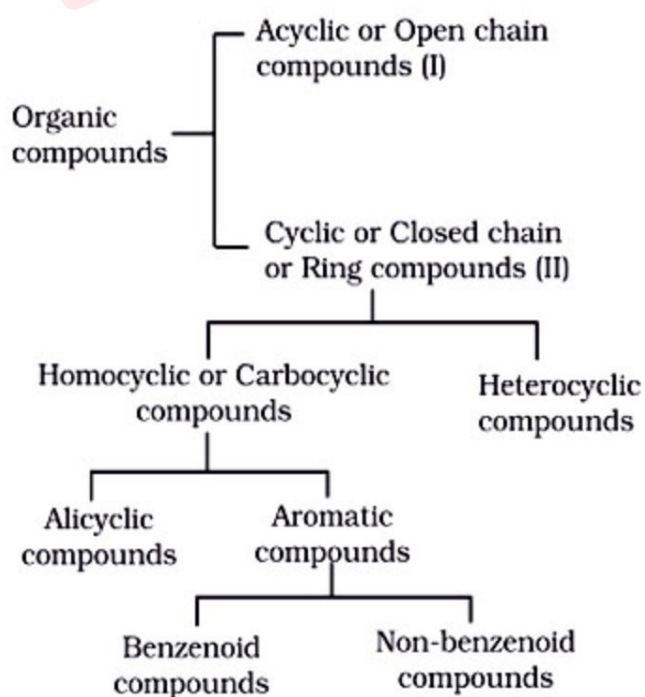 Acyclic or Open chain
compounds (I)
Organic
compounds
Cyclic or Closed chain
or Ring compounds (II)
Homocyclic or Carbocyclic
compounds
Heterocyclic
compounds
Alicyclic
compounds
Aromatic
compounds
Benzenoid
compounds
Non-benzenoid
compounds